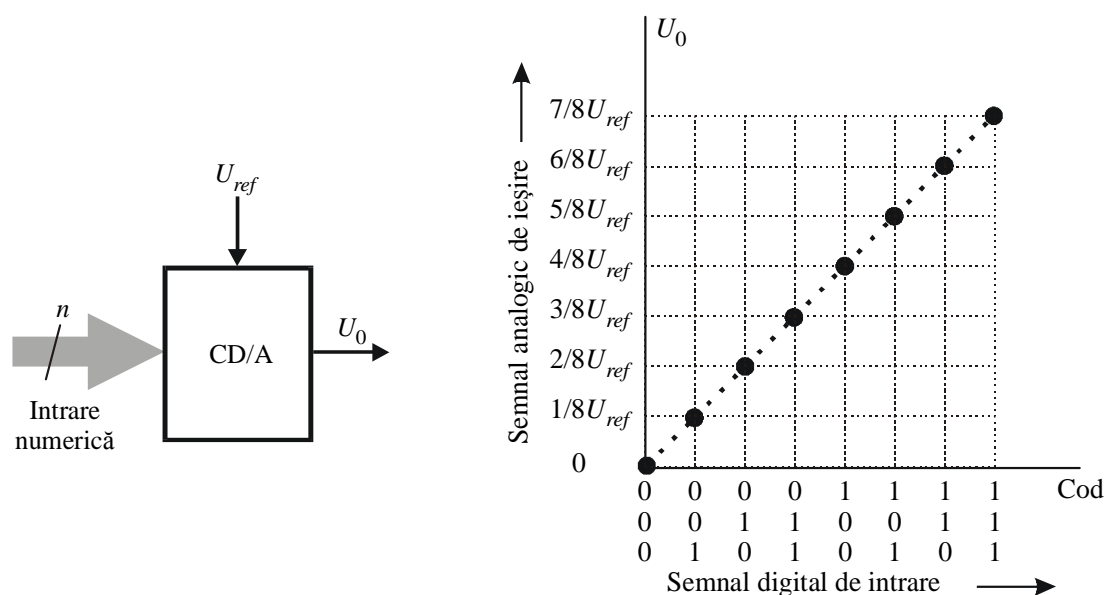 U_ref
n
CD/A
U_0
Intrare
numerică
U_0
Semnal analogic de ieșire
7/8U_ref
6/8U_ref
5/8U_ref
4/8U_ref
3/8U_ref
2/8U_ref
1/8U_ref
0
0 0 0 0 1 1 1 1 Cod
0 0 1 1 0 0 1 1
0 1 0 1 0 1 0 1
Semnal digital de intrare